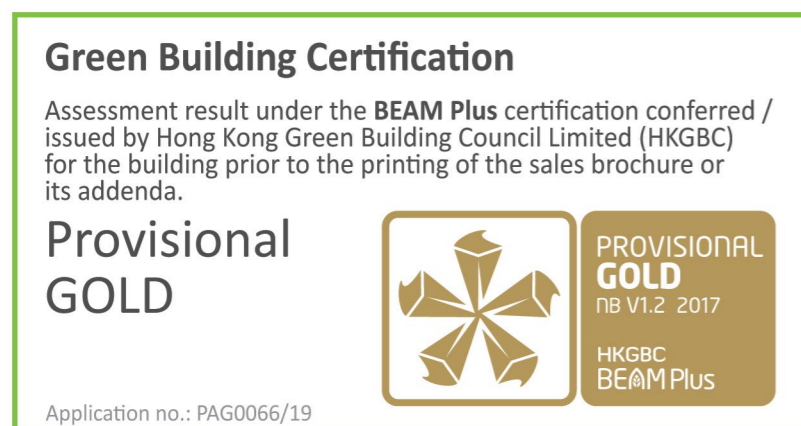 Green Building Certification
Assessment result under the BEAM Plus certification conferred /
issued by Hong Kong Green Building Council Limited (HKGBC)
for the building prior to the printing of the sales brochure or
its addenda.
Provisional
GOLD
PROVISIONAL
GOLD
NB V1.2 2017
HKGBC
BEAM Plus
Application no.: PAG0066/19